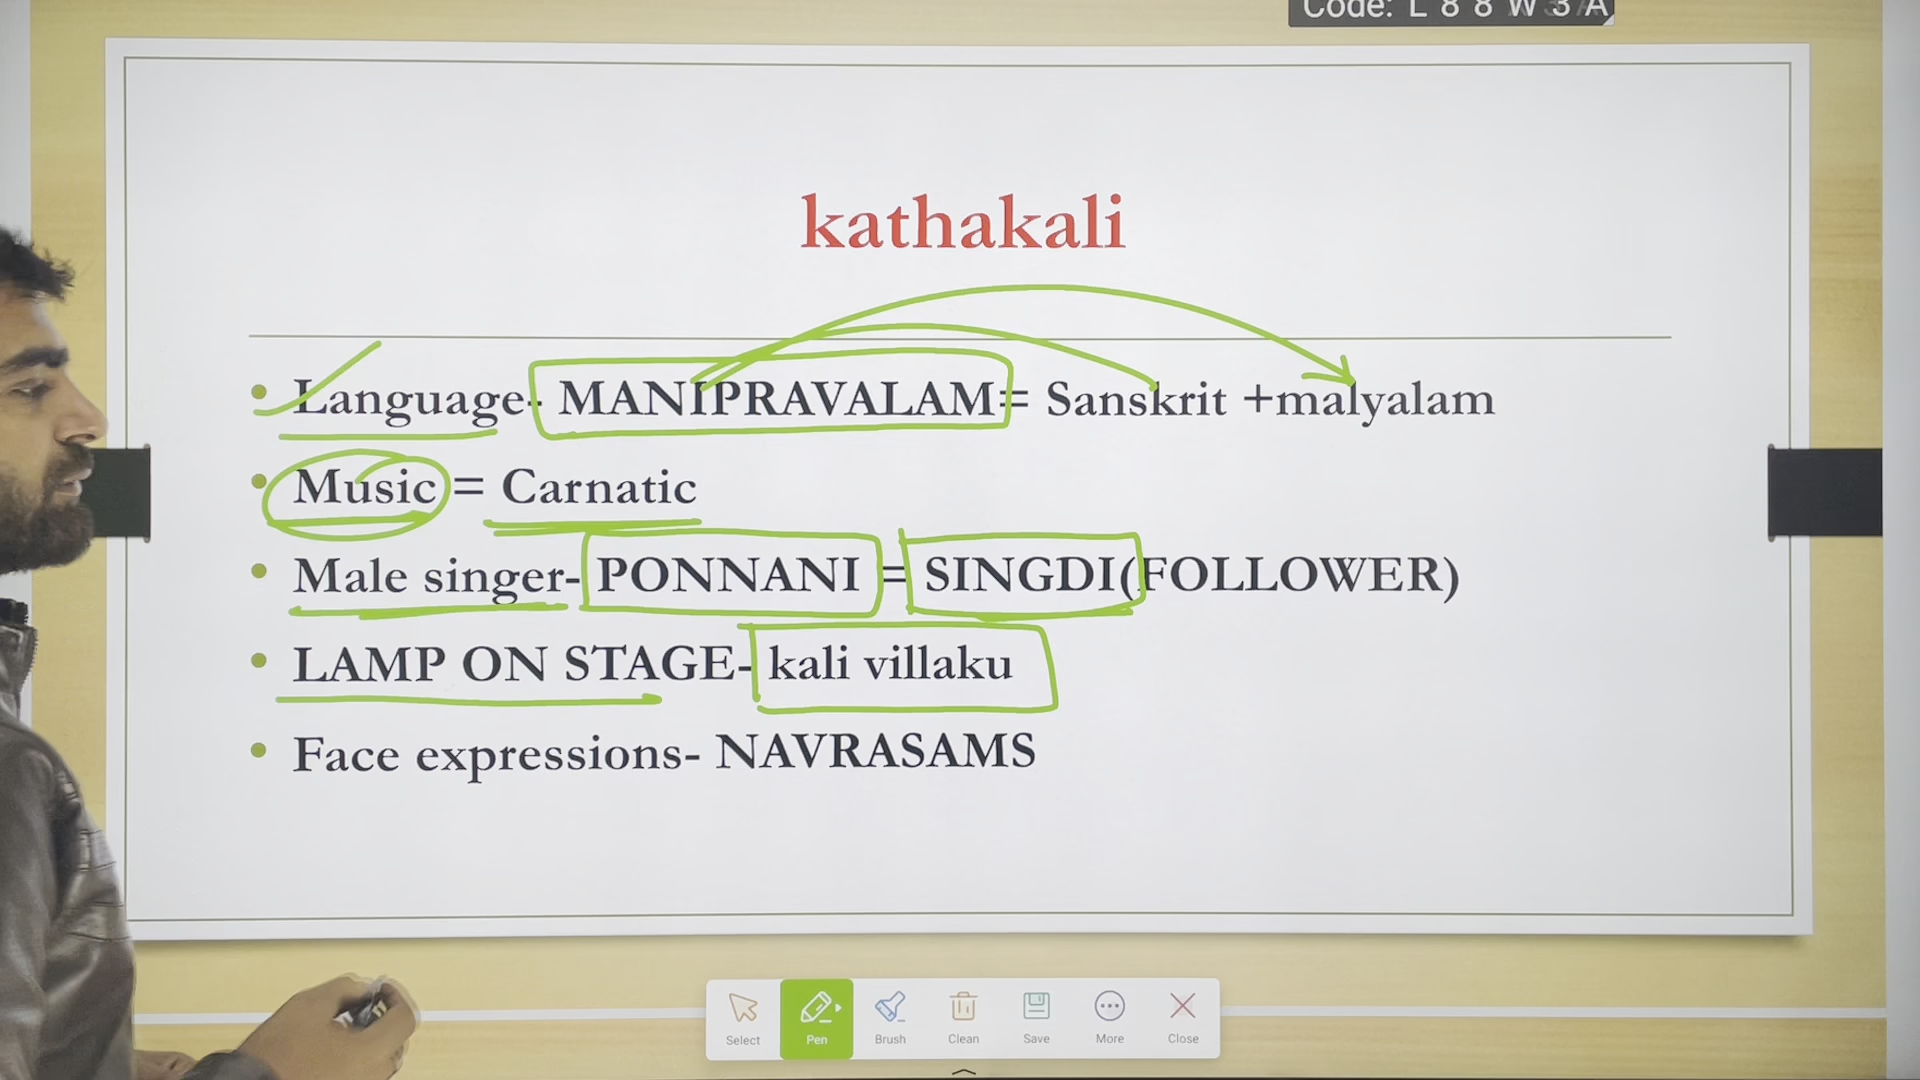 Code: L 8 8 W 3 A
kathakali
Language- MANIPRAVALAM= Sanskrit +malyalam
Music = Carnatic
Male singer- PONNANI = SINGDI(FOLLOWER)
LAMP ON STAGE- kali villaku
Face expressions- NAVRASAMS
Select Pen Brush Clean Save More Close